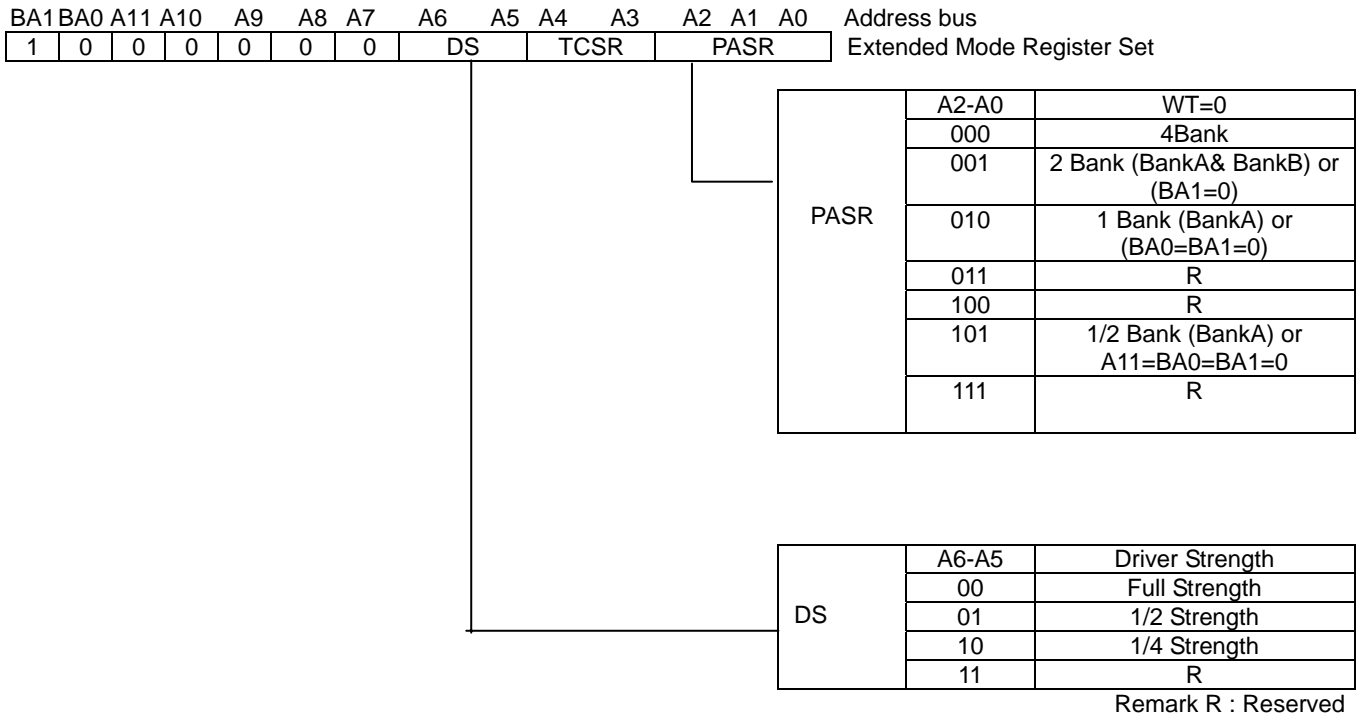 BA1 BA0 A11 A10 A9 A8 A7 A6 A5 A4 A3 A2 A1 A0 Address bus
1 0 0 0 0 0 0 DS TCSR PASR Extended Mode Register Set
PASR
A2-A0 WT=0
000 4Bank
001 2 Bank (BankA& BankB) or
(BA1=0)
010 1 Bank (BankA) or
(BA0=BA1=0)
011 R
100 R
101 1/2 Bank (BankA) or
A11=BA0=BA1=0
111 R
DS
A6-A5 Driver Strength
00 Full Strength
01 1/2 Strength
10 1/4 Strength
11 R
Remark R : Reserved